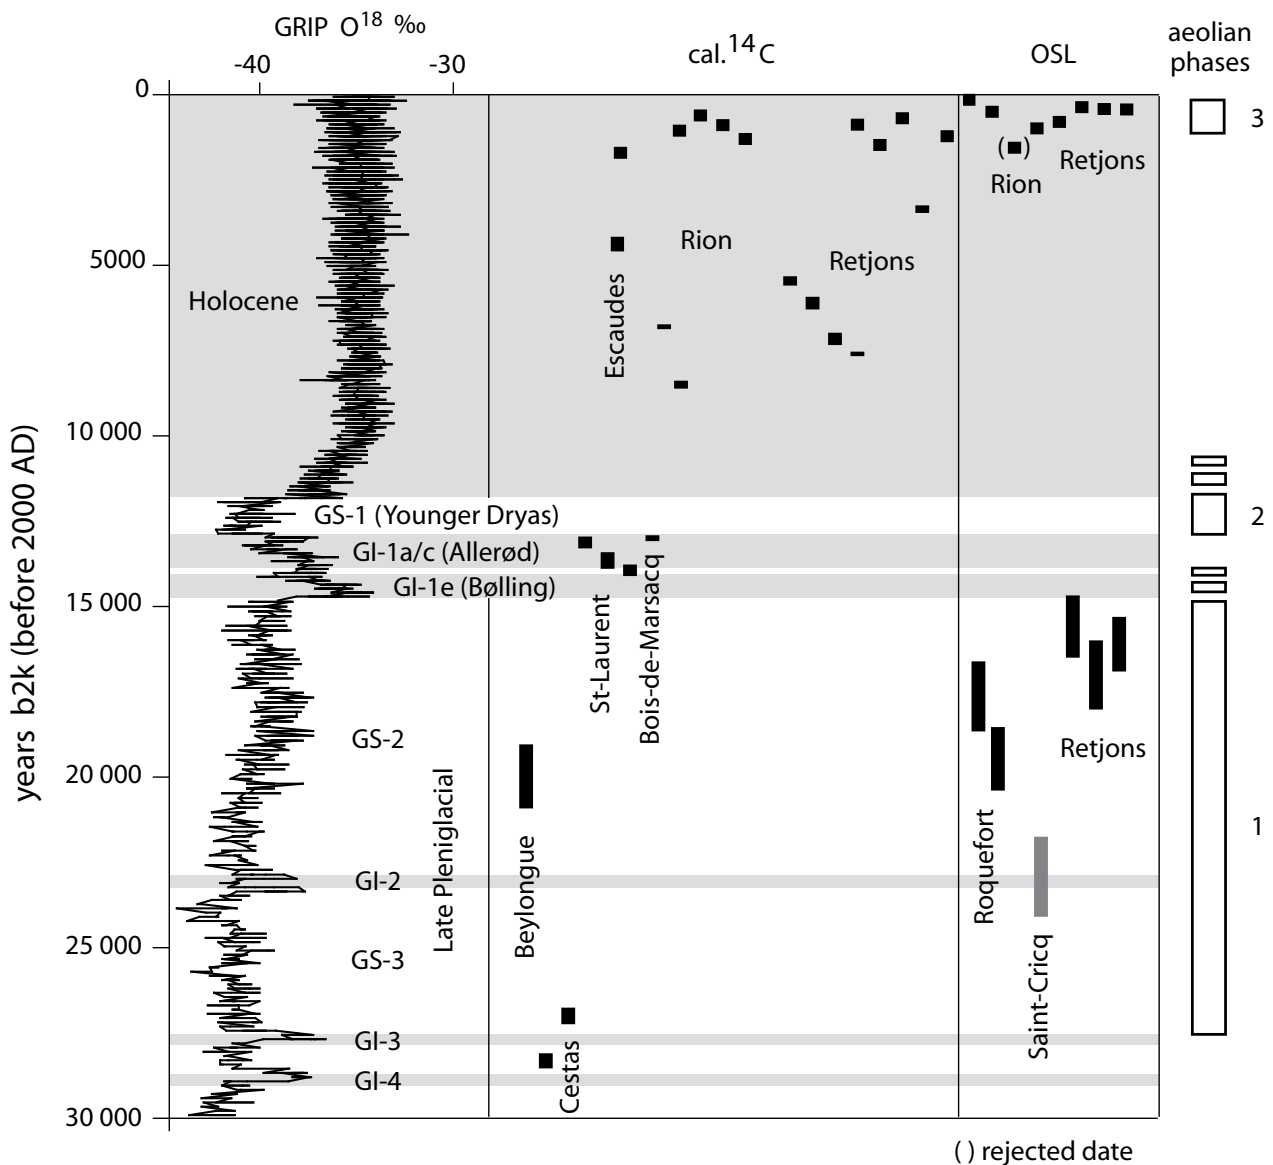 GRIP O18 ‰
cal.14C
OSL
aeolian
phases
-40
-30
0
5000
10 000
15 000
20 000
25 000
30 000
years b2k (before 2000 AD)
3
( )
Retjons
Rion
Rion
Retjons
Escaudes
Holocene
GS-1 (Younger Dryas)
2
GI-1a/c (Allerød)
GI-1e (Bølling)
St-Laurent
Bois-de-Marsacq
GS-2
Retjons
Late Pleniglacial
Beylongue
Roquefort
1
GI-2
GS-3
Saint-Cricq
GI-3
Cestas
GI-4
( ) rejected date